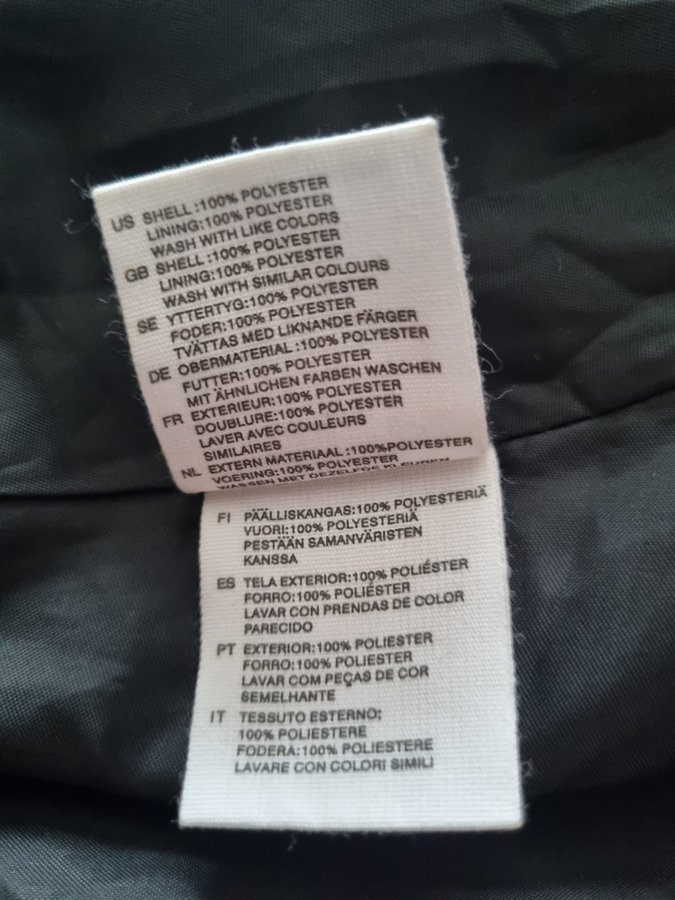 US SHELL:100% POLYESTER
LINING:100% POLYESTER
WASH WITH LIKE COLORS
GB SHELL:100% POLYESTER
LINING:100% POLYESTER
WASH WITH SIMILAR COLOURS
SE YTTERTYG:100% POLYESTER
FODER:100% POLYESTER
TVÄTTAS MED LIKNANDE FÄRGER
DE OBERMATERIAL:100% POLYESTER
FUTTER:100% POLYESTER
MIT ÄHNLICHEN FARBEN WASCHEN
FR EXTERIEUR:100% POLYESTER
DOUBLURE:100% POLYESTER
LAVER AVEC COULEURS
SIMILAIRES
NL EXTERN MATERIAAL:100%POLYESTER
VOERING:100% POLYESTER
WASSEN MET DEZELFDE KLEUREN
FI PÄÄLLISKANGAS:100% POLYESTERIÄ
VUORI:100% POLYESTERIÄ
PESTÄÄN SAMANVÄRISTEN
KANSSA
ES TELA EXTERIOR:100% POLIÉSTER
FORRO:100% POLIÉSTER
LAVAR CON PRENDAS DE COLOR
PARECIDO
PT EXTERIOR:100% POLIESTER
FORRO:100% POLIESTER
LAVAR COM PEÇAS DE COR
SEMELHANTE
IT TESSUTO ESTERNO:
100% POLIESTERE
FODERA:100% POLIESTERE
LAVARE CON COLORI SIMILI